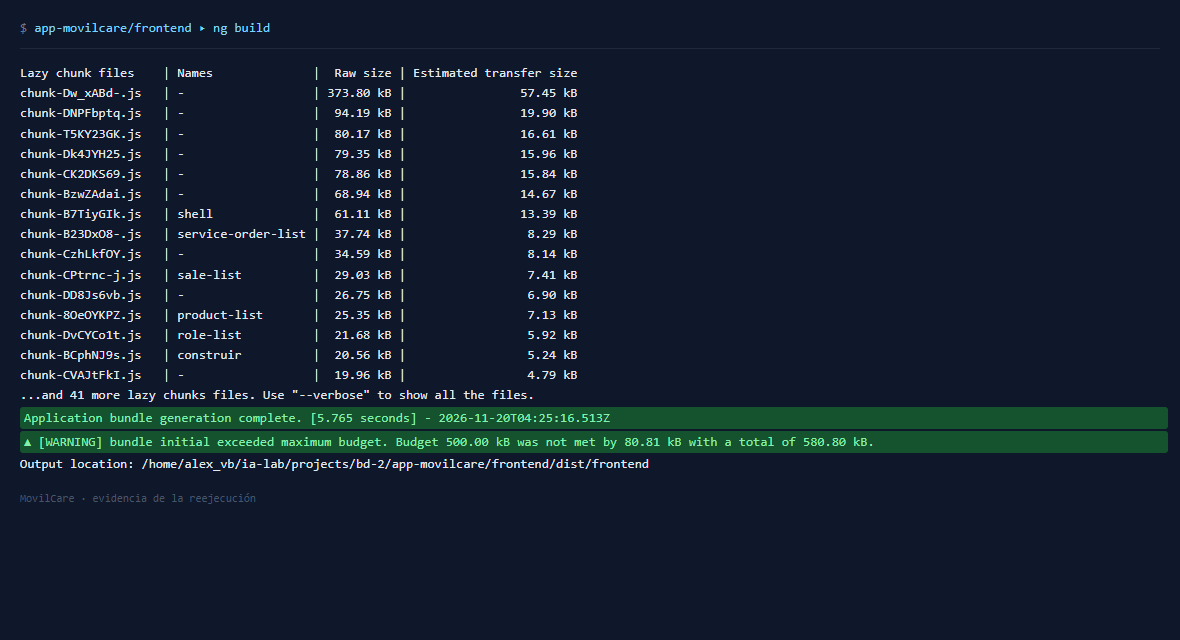 $ app-movilcare/frontend ▸ ng build
Lazy chunk files    | Names               |  Raw size | Estimated transfer size
chunk-Dw_xABd-.js   | -                   | 373.80 kB |                57.45 kB
chunk-DNPFbptq.js   | -                   |  94.19 kB |                19.90 kB
chunk-T5KY23GK.js   | -                   |  80.17 kB |                16.61 kB
chunk-Dk4JYH25.js   | -                   |  79.35 kB |                15.96 kB
chunk-CK2DKS69.js   | -                   |  78.86 kB |                15.84 kB
chunk-BzwZAdai.js   | -                   |  68.94 kB |                14.67 kB
chunk-B7TiyGIk.js   | shell               |  61.11 kB |                13.39 kB
chunk-B23DxO8-.js   | service-order-list  |  37.74 kB |                 8.29 kB
chunk-CzhLkfOY.js   | -                   |  34.59 kB |                 8.14 kB
chunk-CPtrnc-j.js   | sale-list           |  29.03 kB |                 7.41 kB
chunk-DD8Js6vb.js   | -                   |  26.75 kB |                 6.90 kB
chunk-8OeOYKPZ.js   | product-list        |  25.35 kB |                 7.13 kB
chunk-DvCYCo1t.js   | role-list           |  21.68 kB |                 5.92 kB
chunk-BCphNJ9s.js   | construir           |  20.56 kB |                 5.24 kB
chunk-CVAJtFkI.js   | -                   |  19.96 kB |                 4.79 kB
...and 41 more lazy chunks files. Use "--verbose" to show all the files.
Application bundle generation complete. [5.765 seconds] - 2026-11-20T04:25:16.513Z
▲ [WARNING] bundle initial exceeded maximum budget. Budget 500.00 kB was not met by 80.81 kB with a total of 580.80 kB.
Output location: /home/alex_vb/ia-lab/projects/bd-2/app-movilcare/frontend/dist/frontend
MovilCare · evidencia de la reejecución